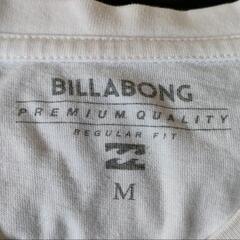 BILLABONG
PREMIUM QUALITY
REGULAR FIT
M